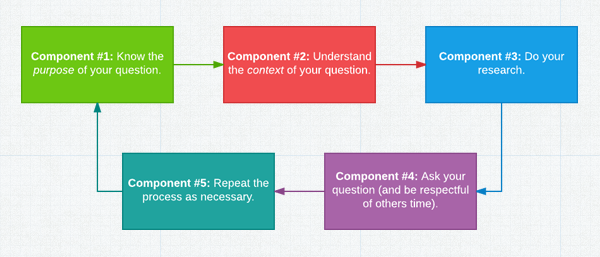 Component #1: Know the
purpose of your question.
Component #2: Understand
the context of your question.
Component #3: Do your
research.
Component #4: Ask your
question (and be respectful
of others time).
Component #5: Repeat the
process as necessary.